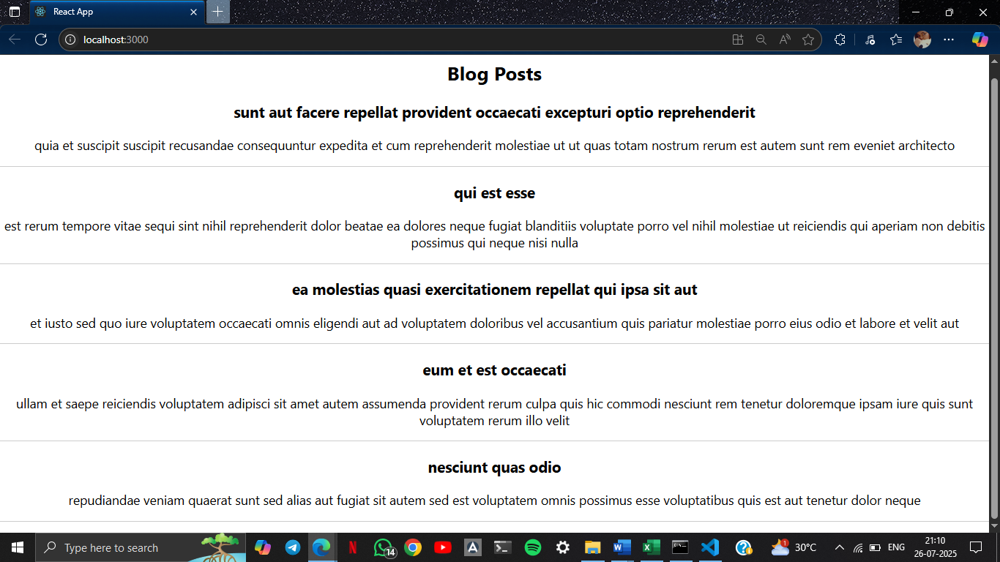 React App
localhost:3000
Blog Posts
sunt aut facere repellat provident occaecati excepturi optio reprehenderit
quia et suscipit suscipit recusandae consequuntur expedita et cum reprehenderit molestiae ut ut quas totam nostrum rerum est autem sunt rem eveniet architecto
qui est esse
est rerum tempore vitae sequi sint nihil reprehenderit dolor beatae ea dolores neque fugiat blanditiis voluptate porro vel nihil molestiae ut reiciendis qui aperiam non debitis
possimus qui neque nisi nulla
ea molestias quasi exercitationem repellat qui ipsa sit aut
et iusto sed quo iure voluptatem occaecati omnis eligendi aut ad voluptatem doloribus vel accusantium quis pariatur molestiae porro eius odio et labore et velit aut
eum et est occaecati
ullam et saepe reiciendis voluptatem adipisci sit amet autem assumenda provident rerum culpa quis hic commodi nesciunt rem tenetur doloremque ipsam iure quis sunt
voluptatem rerum illo velit
nesciunt quas odio
repudiandae veniam quaerat sunt sed alias aut fugiat sit autem sed est voluptatem omnis possimus esse voluptatibus quis est aut tenetur dolor neque
Type here to search
14
1
30°C
ENG
21:10
26-07-2025